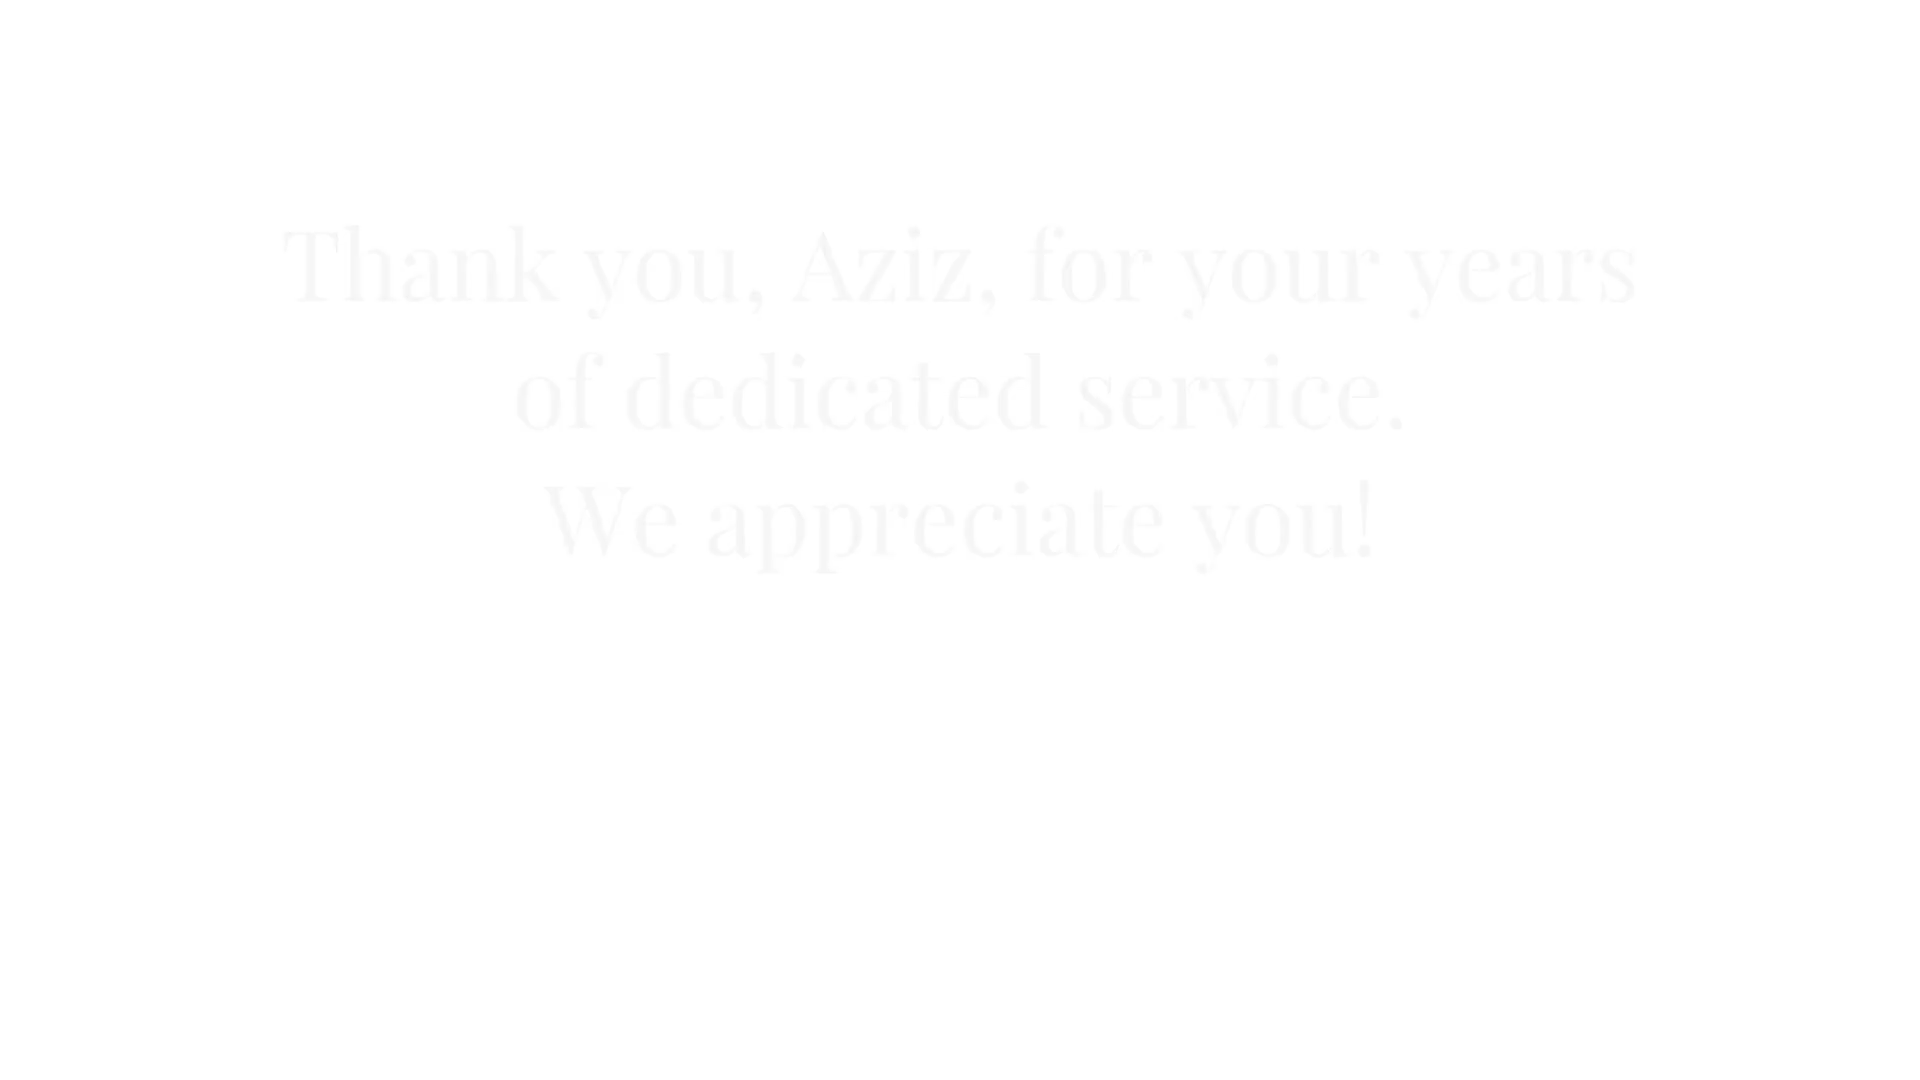 Thank you, Aziz, for your years
of dedicated service.
We appreciate you!